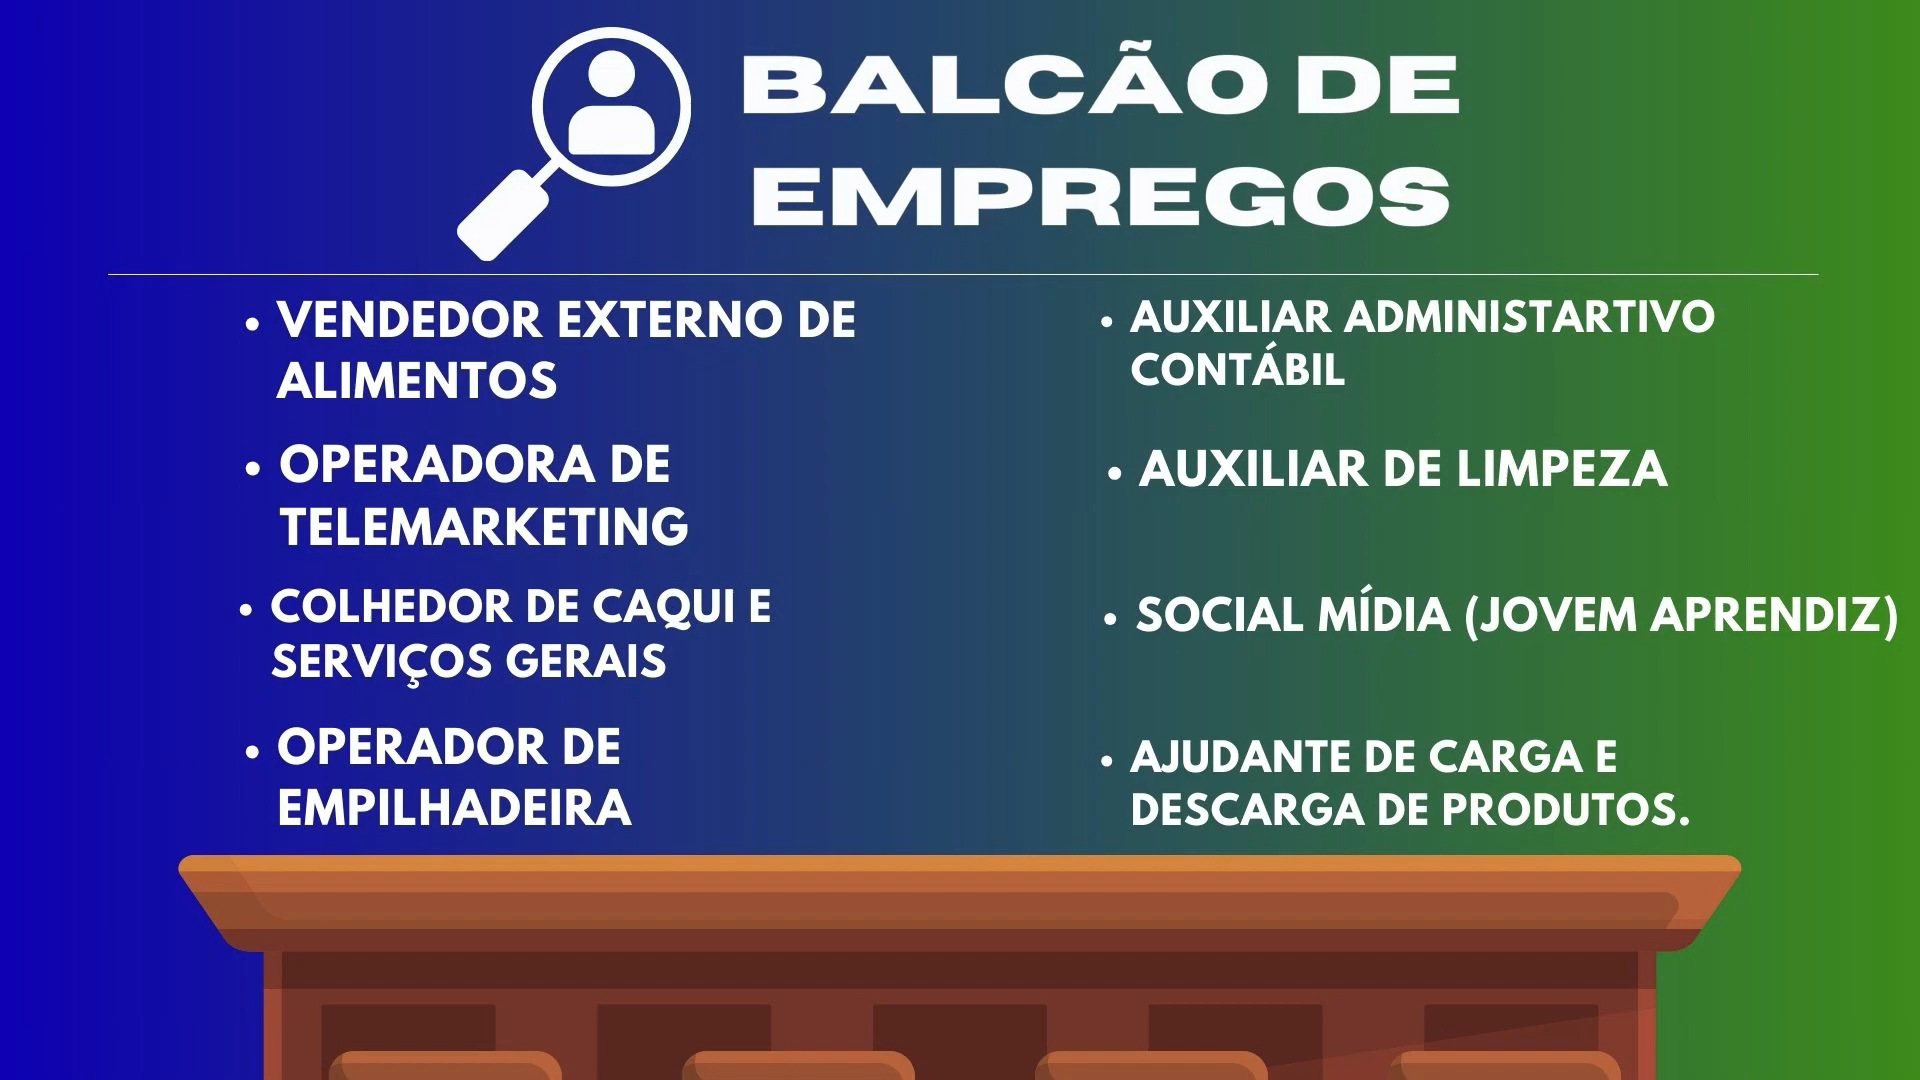 BALCÃO DE
EMPREGOS
• VENDEDOR EXTERNO DE
ALIMENTOS
• OPERADORA DE
TELEMARKETING
• COLHEDOR DE CAQUI E
SERVIÇOS GERAIS
• OPERADOR DE
EMPILHADEIRA
• AUXILIAR ADMINISTARTIVO
CONTÁBIL
• AUXILIAR DE LIMPEZA
• SOCIAL MÍDIA (JOVEM APRENDIZ)
• AJUDANTE DE CARGA E
DESCARGA DE PRODUTOS.